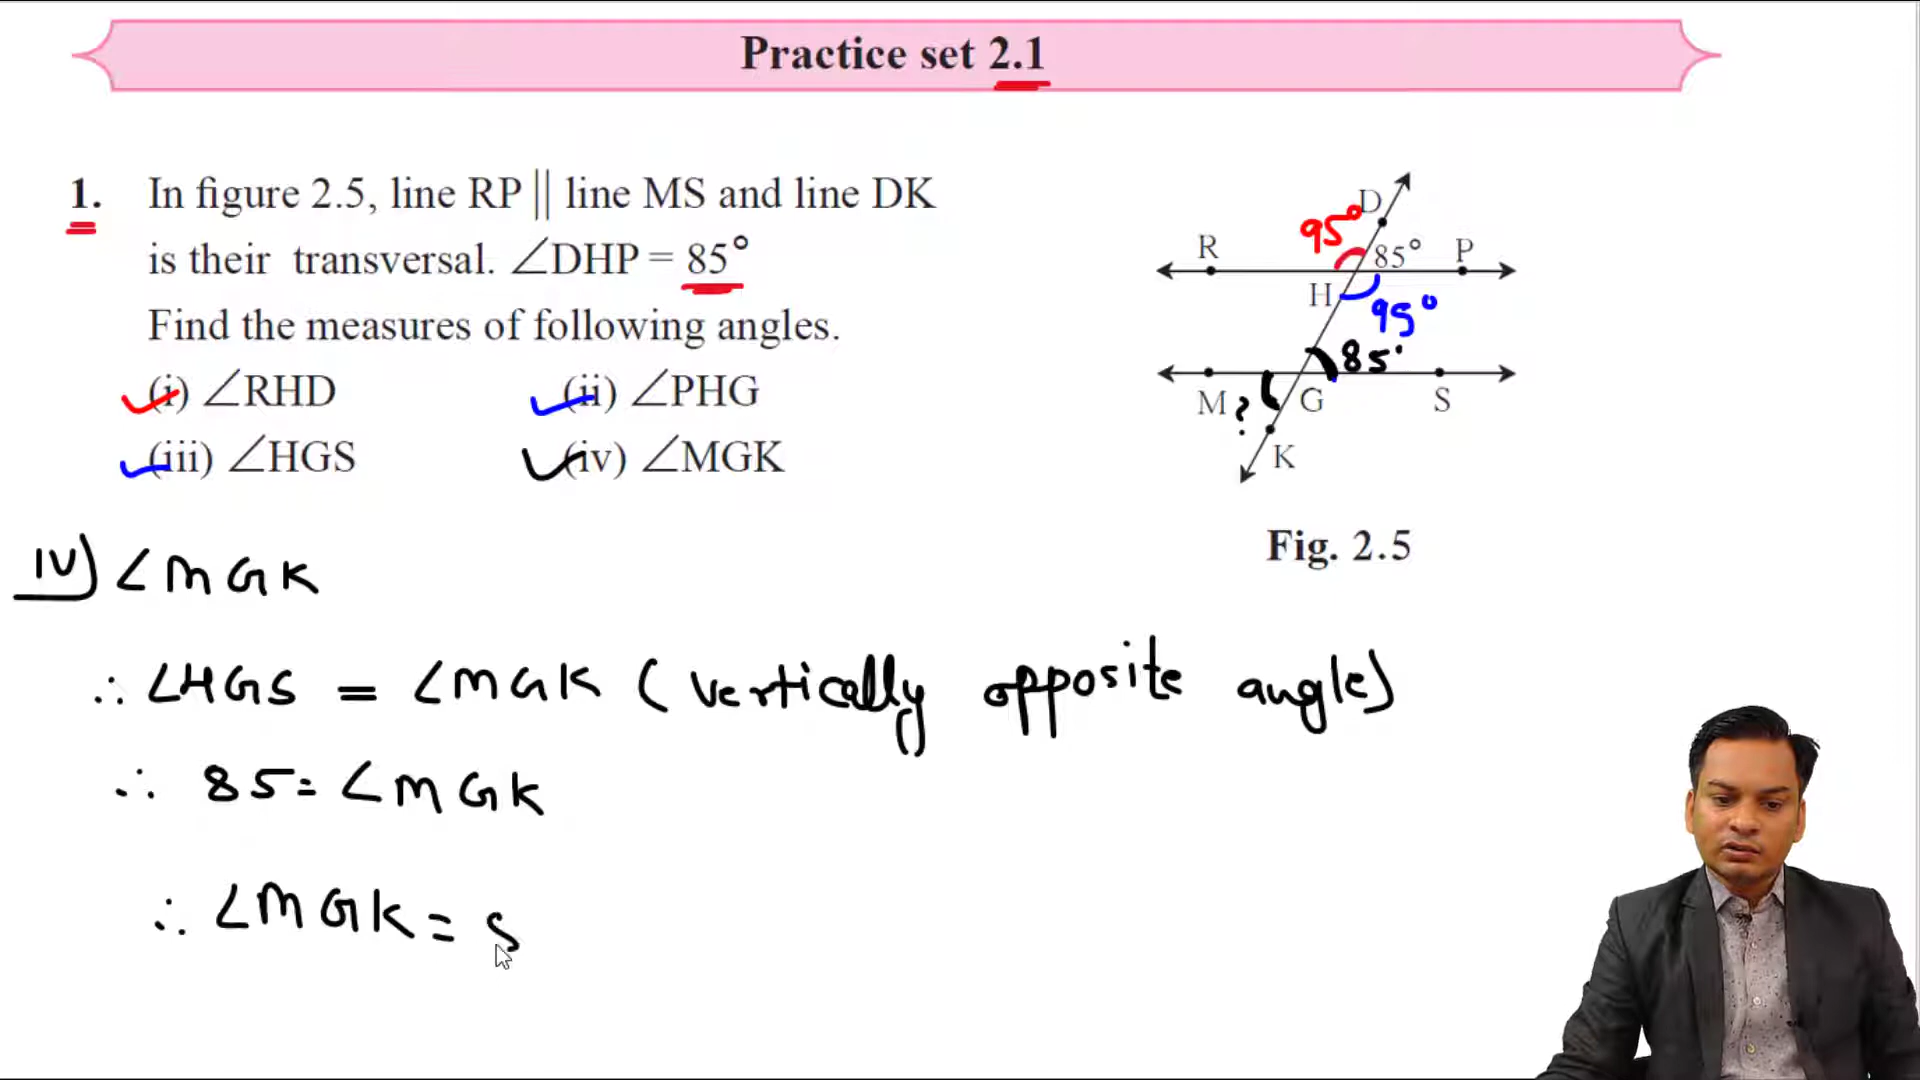 Practice set 2.1
1. In figure 2.5, line RP || line MS and line DK
is their transversal. ∠DHP = 85°
Find the measures of following angles.
(i) ∠RHD (ii) ∠PHG
(iii) ∠HGS (iv) ∠MGK
D
95°
R
85°
P
H
95°
85°
M
?
G
S
K
Fig. 2.5
IV) ∠MGK
∴ ∠HGS = ∠MGK (vertically opposite angle)
∴ 85 = ∠MGK
∴ ∠MGK =